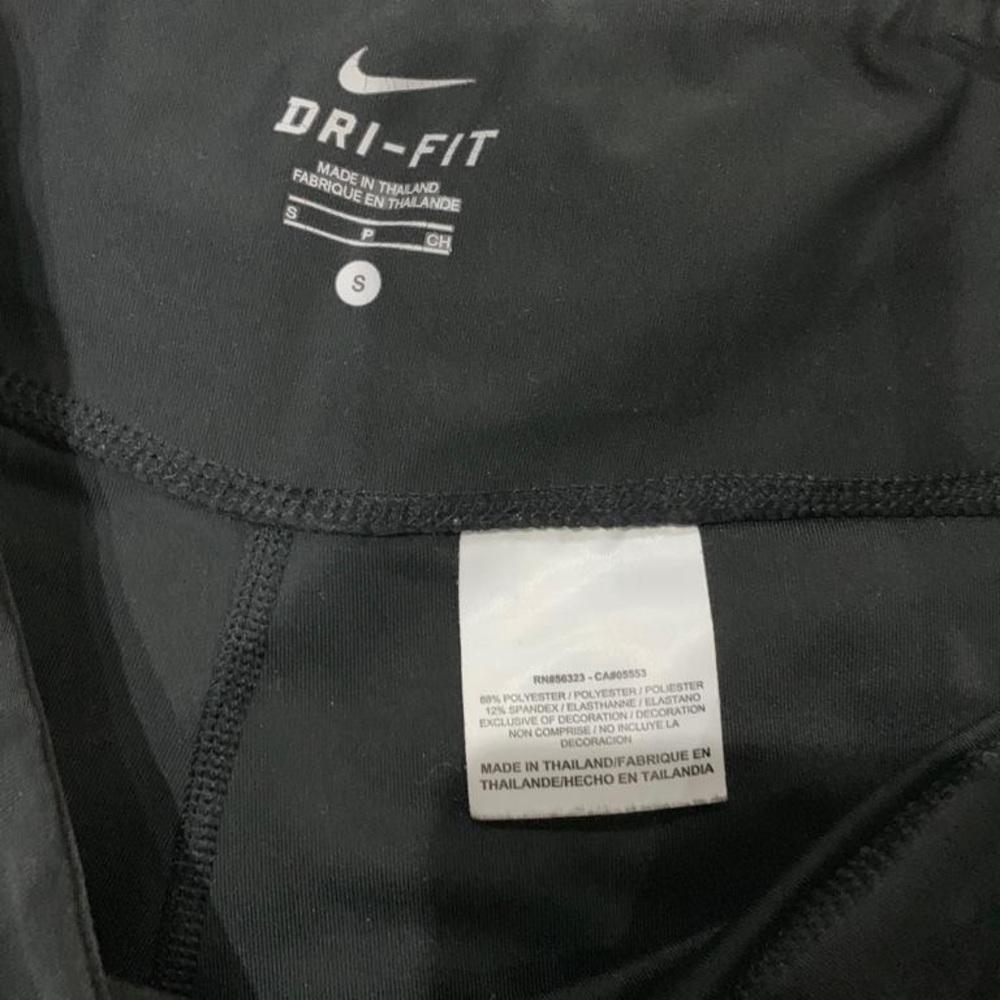 DRI-FIT
MADE IN THAILAND
FABRIQUE EN THAILANDE
S P CH
S
RN#56323 - CA#05553
88% POLYESTER / POLYESTER / POLIESTER
12% SPANDEX / ELASTHANNE / ELASTANO
EXCLUSIVE OF DECORATION / DECORATION
NON COMPRISE / NO INCLUYE LA
DECORACION
MADE IN THAILAND/FABRIQUE EN
THAILANDE/HECHO EN TAILANDIA